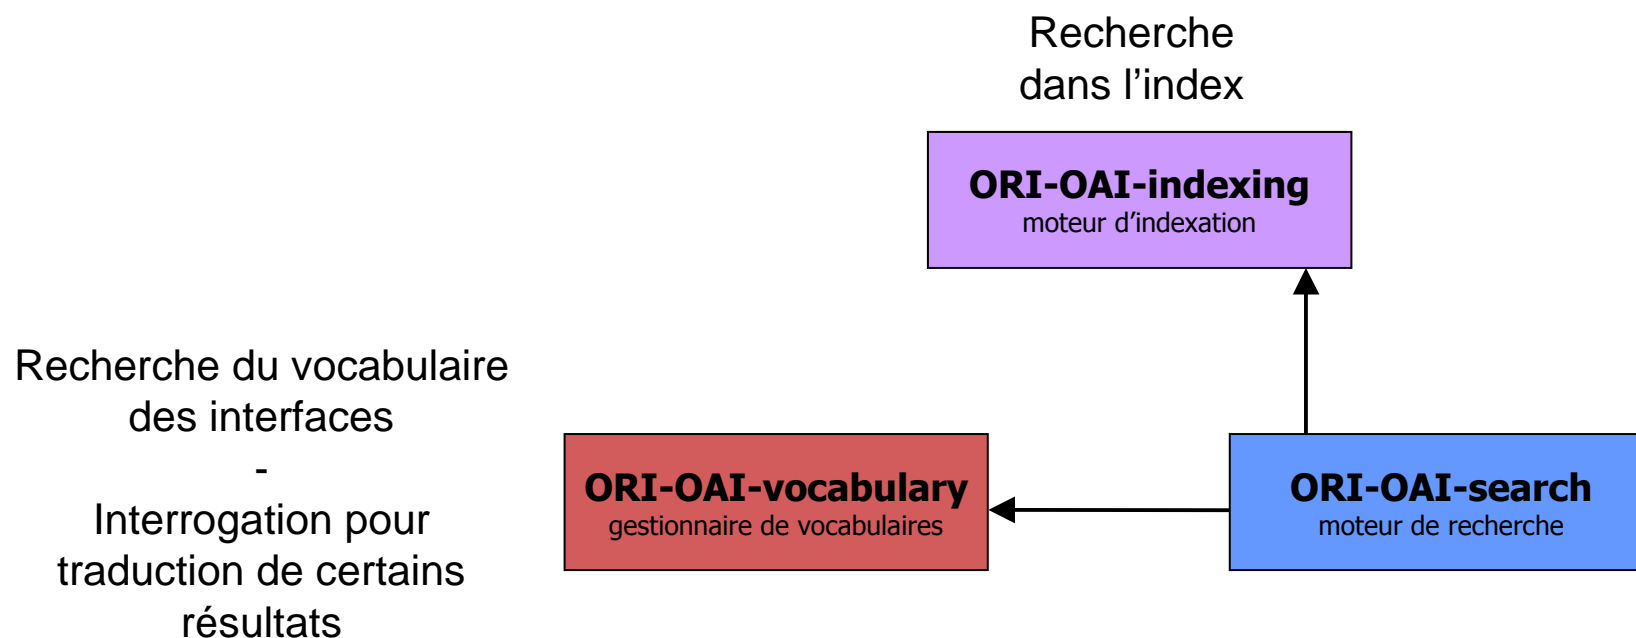 Recherche
dans l’index
ORI-OAI-indexing
moteur d’indexation
Recherche du vocabulaire
des interfaces
-
Interrogation pour
traduction de certains
résultats
ORI-OAI-vocabulary
gestionnaire de vocabulaires
ORI-OAI-search
moteur de recherche